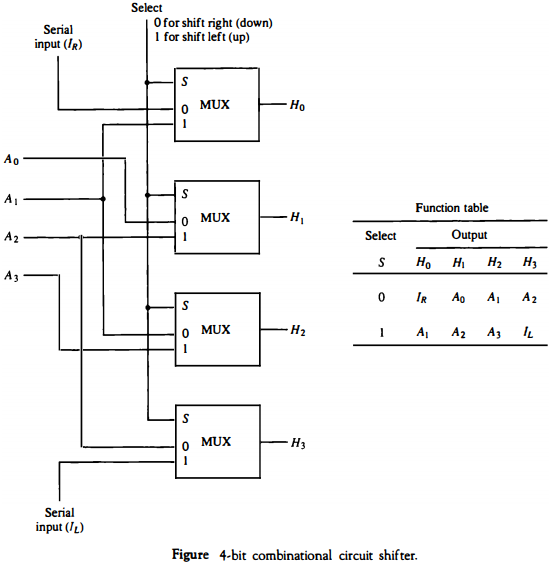 Select
0 for shift right (down)
1 for shift left (up)
Serial
input (I_R)
S
MUX
0
1
H_0
A_0
A_1
A_2
A_3
S
MUX
0
1
H_1
S
MUX
0
1
H_2
S
MUX
0
1
H_3
Serial
input (I_L)
Function table
Select Output
S H_0 H_1 H_2 H_3
0 I_R A_0 A_1 A_2
1 A_1 A_2 A_3 I_L
Figure 4-bit combinational circuit shifter.